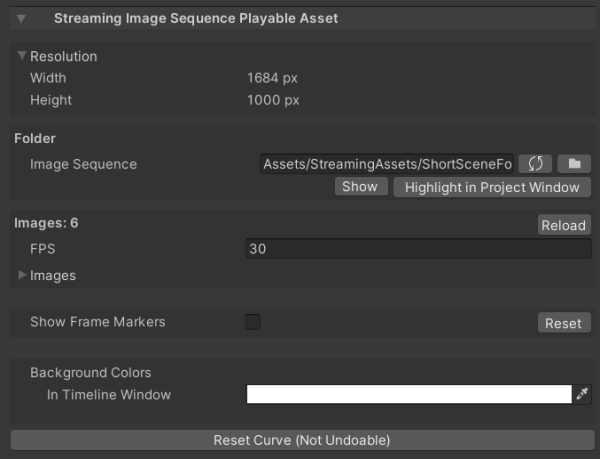 Streaming Image Sequence Playable Asset
Resolution
Width 1684 px
Height 1000 px
Folder
Image Sequence Assets/StreamingAssets/ShortSceneFo
Show Highlight in Project Window
Images: 6 Reload
FPS 30
Images
Show Frame Markers Reset
Background Colors
In Timeline Window
Reset Curve (Not Undoable)